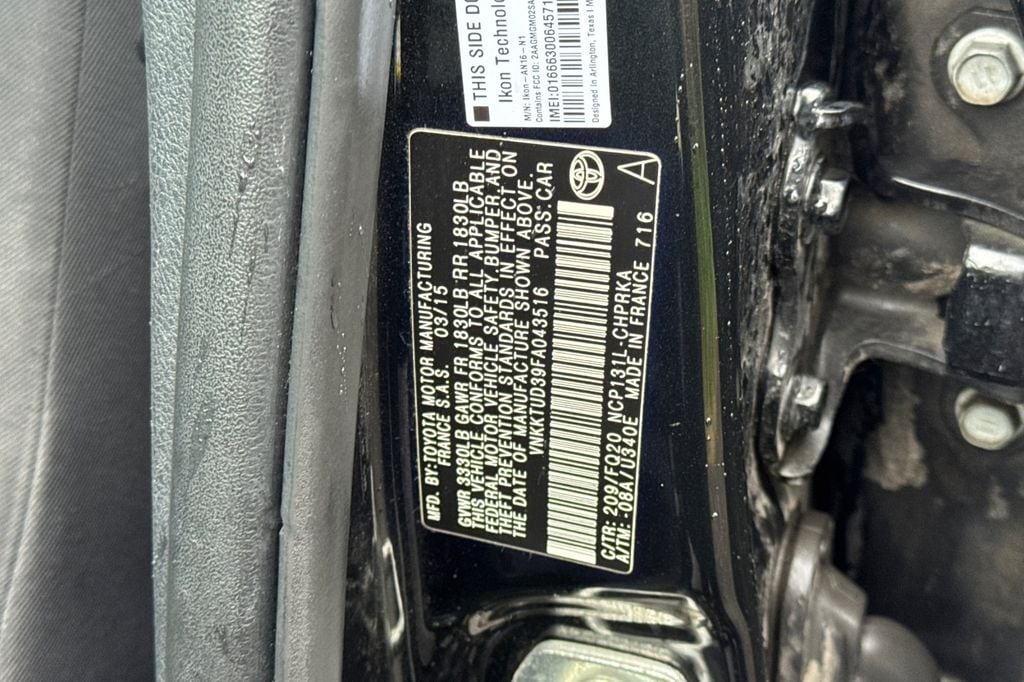 THIS SIDE DO
Ikon Technolo
M/N: Ikon-AN16-N1
Contains FCC ID: 2AAGMGM02SA
IMEI:0166630064571
Designed in Arlington, Texas | M
MFD. BY:TOYOTA MOTOR MANUFACTURING
FRANCE S.A.S. 03/15
GVWR 3330LB GAWR FR 1830LB RR 1830LB
THIS VEHICLE CONFORMS TO ALL APPLICABLE
FEDERAL MOTOR VEHICLE SAFETY, BUMPER, AND
THEFT PREVENTION STANDARDS IN EFFECT ON
THE DATE OF MANUFACTURE SHOWN ABOVE.
VNKKTUD39FA043516 PASS. CAR
C/TR: 209/FQ20 NCP131L-CHPRKA
A/TM: -08A/U340E MADE IN FRANCE 716
A